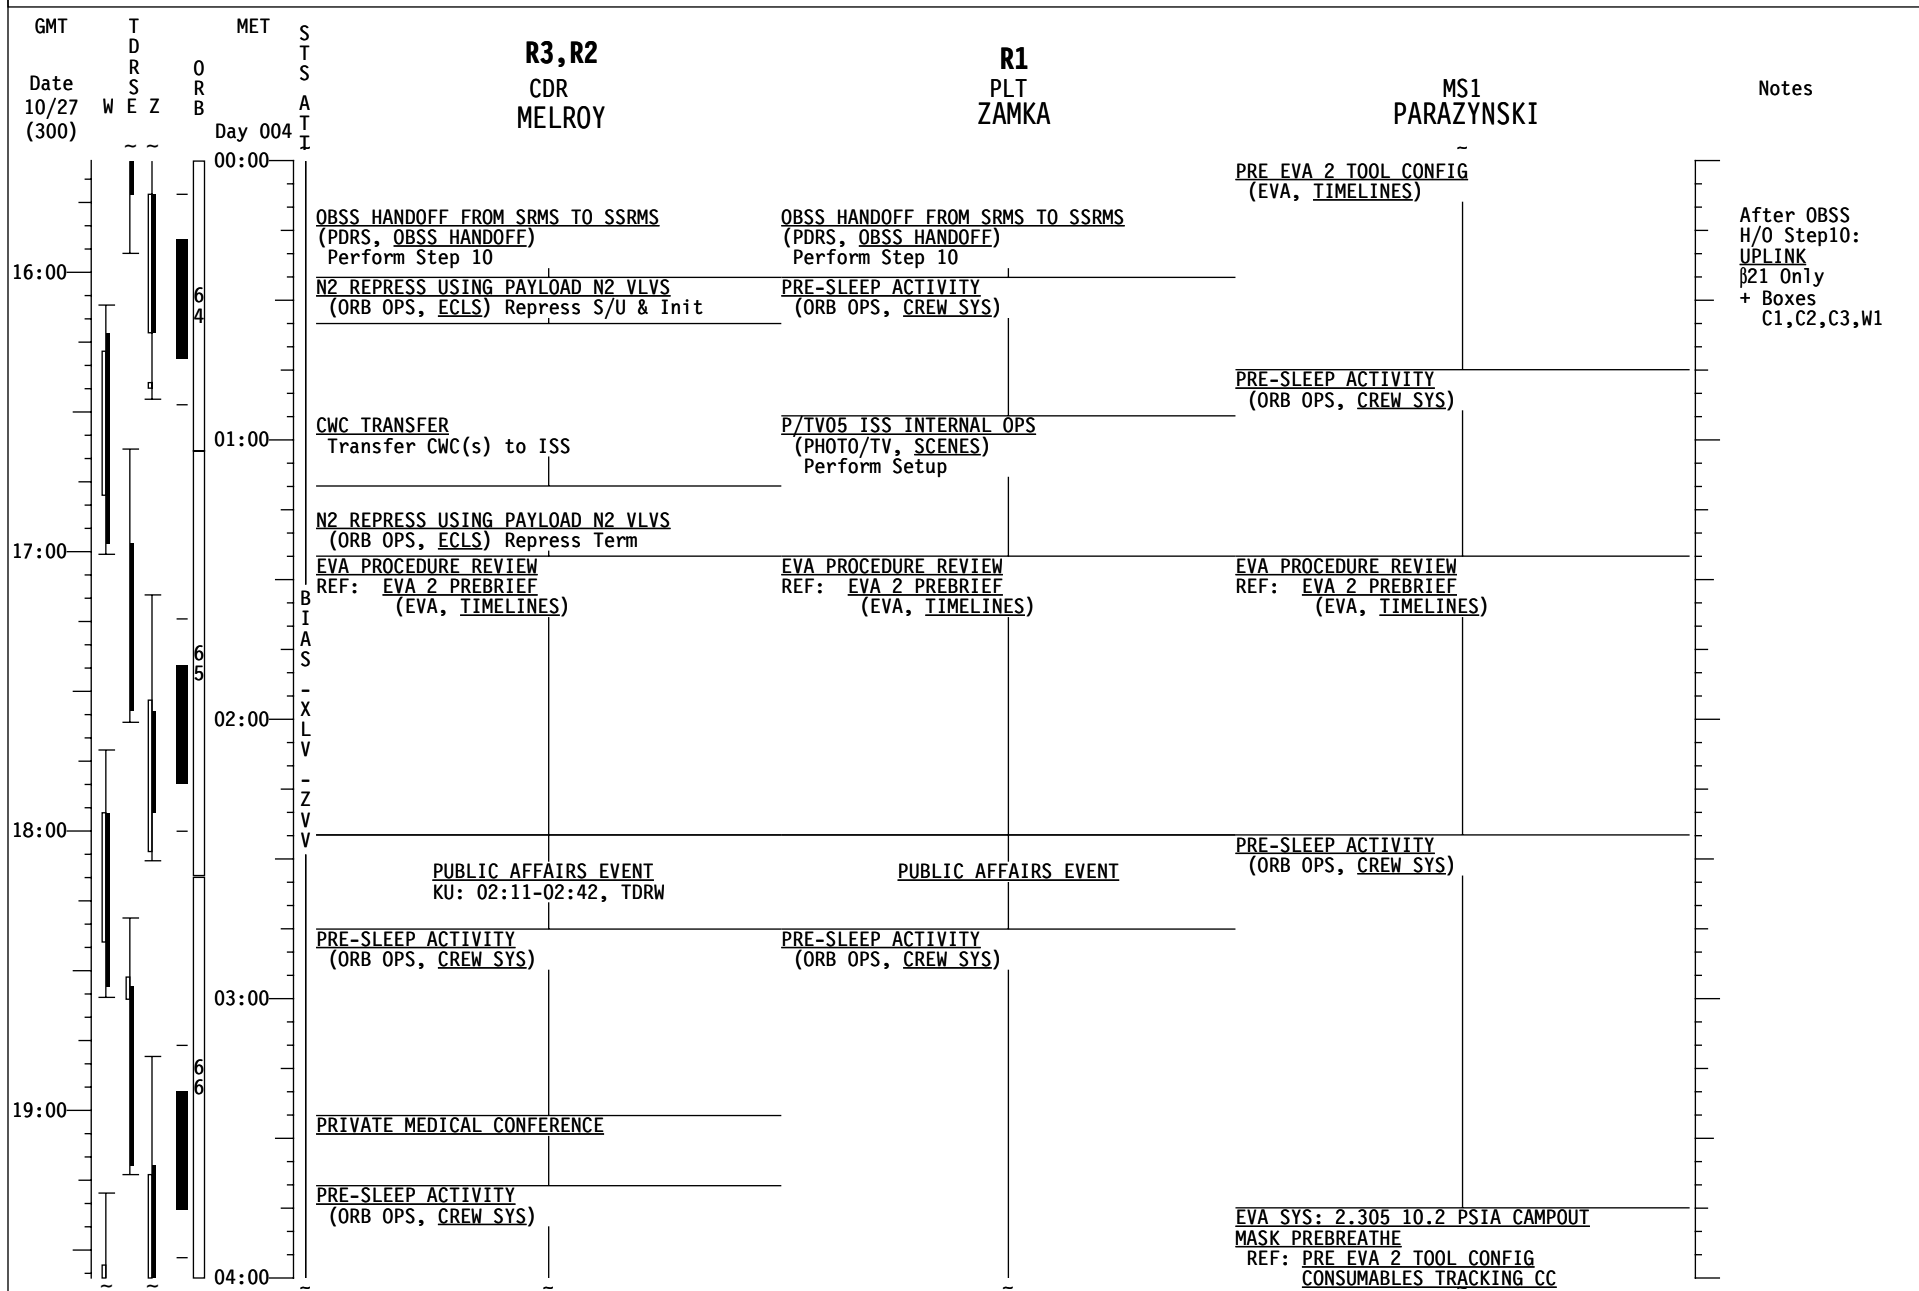 GMT
T
D
R
S
MET
S
T
S
A
T
T
I
R3,R2
R1
O
R
B
Date
CDR
PLT
MS1
Notes
10/27
W E Z
MELROY
ZAMKA
PARAZYNSKI
(300)
Day 004
~ ~
~
00:00
PRE EVA 2 TOOL CONFIG
(EVA, TIMELINES)
OBSS HANDOFF FROM SRMS TO SSRMS
(PDRS, OBSS HANDOFF)
Perform Step 10
OBSS HANDOFF FROM SRMS TO SSRMS
(PDRS, OBSS HANDOFF)
Perform Step 10
After OBSS
H/O Step10:
UPLINK
β21 Only
+ Boxes
C1,C2,C3,W1
16:00
6
4
N2 REPRESS USING PAYLOAD N2 VLVS
(ORB OPS, ECLS) Repress S/U & Init
PRE-SLEEP ACTIVITY
(ORB OPS, CREW SYS)
PRE-SLEEP ACTIVITY
(ORB OPS, CREW SYS)
01:00
CWC TRANSFER
Transfer CWC(s) to ISS
P/TV05 ISS INTERNAL OPS
(PHOTO/TV, SCENES)
Perform Setup
N2 REPRESS USING PAYLOAD N2 VLVS
(ORB OPS, ECLS) Repress Term
17:00
EVA PROCEDURE REVIEW
REF: EVA 2 PREBRIEF
(EVA, TIMELINES)
EVA PROCEDURE REVIEW
REF: EVA 2 PREBRIEF
(EVA, TIMELINES)
EVA PROCEDURE REVIEW
REF: EVA 2 PREBRIEF
(EVA, TIMELINES)
B
I
A
S
-
X
L
V
-
Z
V
V
6
5
02:00
18:00
PUBLIC AFFAIRS EVENT
KU: 02:11-02:42, TDRW
PUBLIC AFFAIRS EVENT
PRE-SLEEP ACTIVITY
(ORB OPS, CREW SYS)
PRE-SLEEP ACTIVITY
(ORB OPS, CREW SYS)
PRE-SLEEP ACTIVITY
(ORB OPS, CREW SYS)
03:00
6
6
19:00
PRIVATE MEDICAL CONFERENCE
PRE-SLEEP ACTIVITY
(ORB OPS, CREW SYS)
EVA SYS: 2.305 10.2 PSIA CAMPOUT
MASK PREBREATHE
REF: PRE EVA 2 TOOL CONFIG
CONSUMABLES TRACKING CC
04:00
~ ~ ~ ~ ~